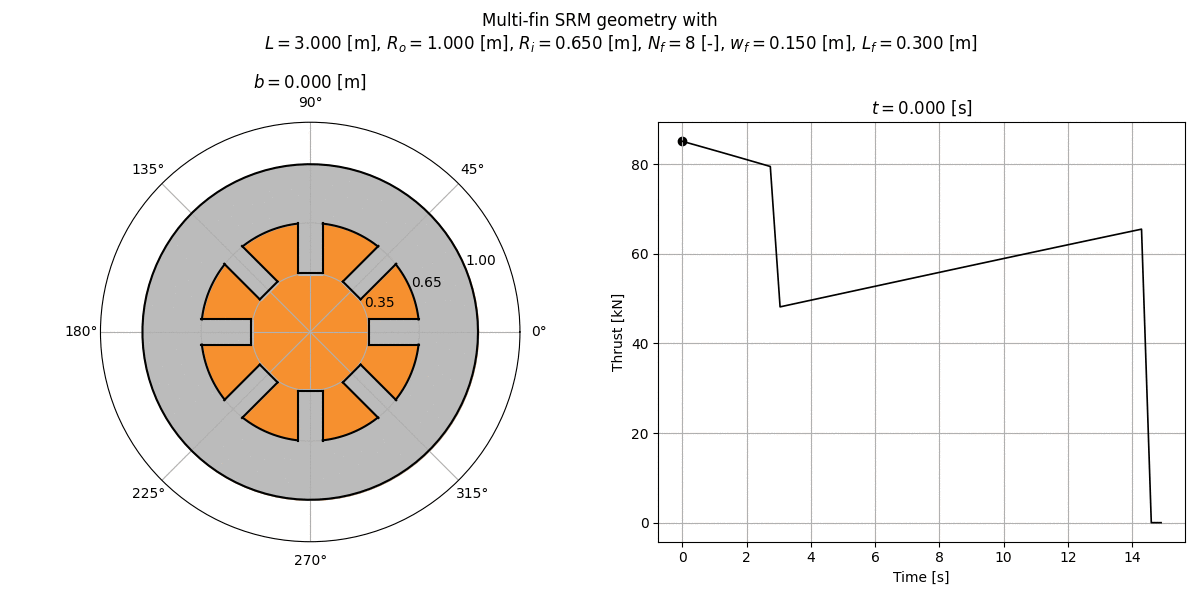 Multi-fin SRM geometry with
L = 3.000 [m], R_o = 1.000 [m], R_i = 0.650 [m], N_f = 8 [-], w_f = 0.150 [m], L_f = 0.300 [m]
b = 0.000 [m]
90°
135°
45°
1.00
0.65
0.35
180°
0°
225°
315°
270°
t = 0.000 [s]
Thrust [kN]
80
60
40
20
0
0 2 4 6 8 10 12 14
Time [s]